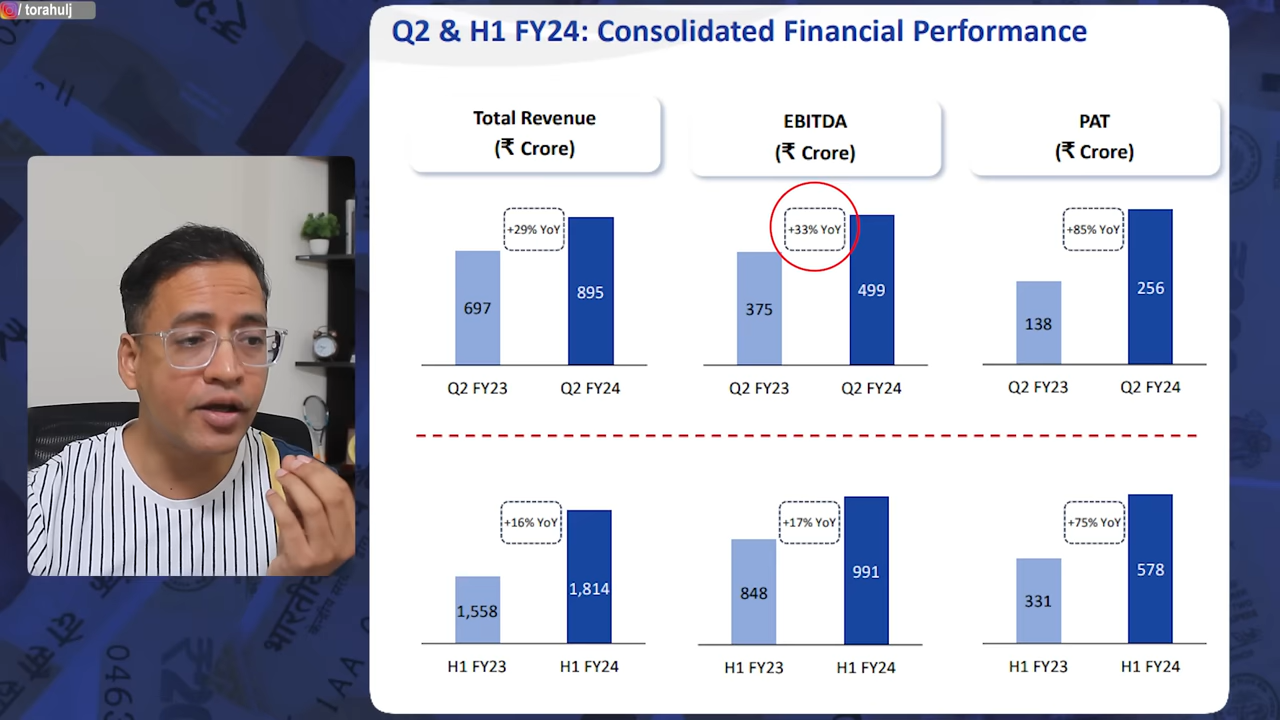 / torahulj
Q2 & H1 FY24: Consolidated Financial Performance
Total Revenue
(₹ Crore)
EBITDA
(₹ Crore)
PAT
(₹ Crore)
+29% YoY
697
895
Q2 FY23
Q2 FY24
+33% YoY
375
499
Q2 FY23
Q2 FY24
+85% YoY
138
256
Q2 FY23
Q2 FY24
+16% YoY
1,558
1,814
H1 FY23
H1 FY24
+17% YoY
848
991
H1 FY23
H1 FY24
+75% YoY
331
578
H1 FY23
H1 FY24
भारतीय
046